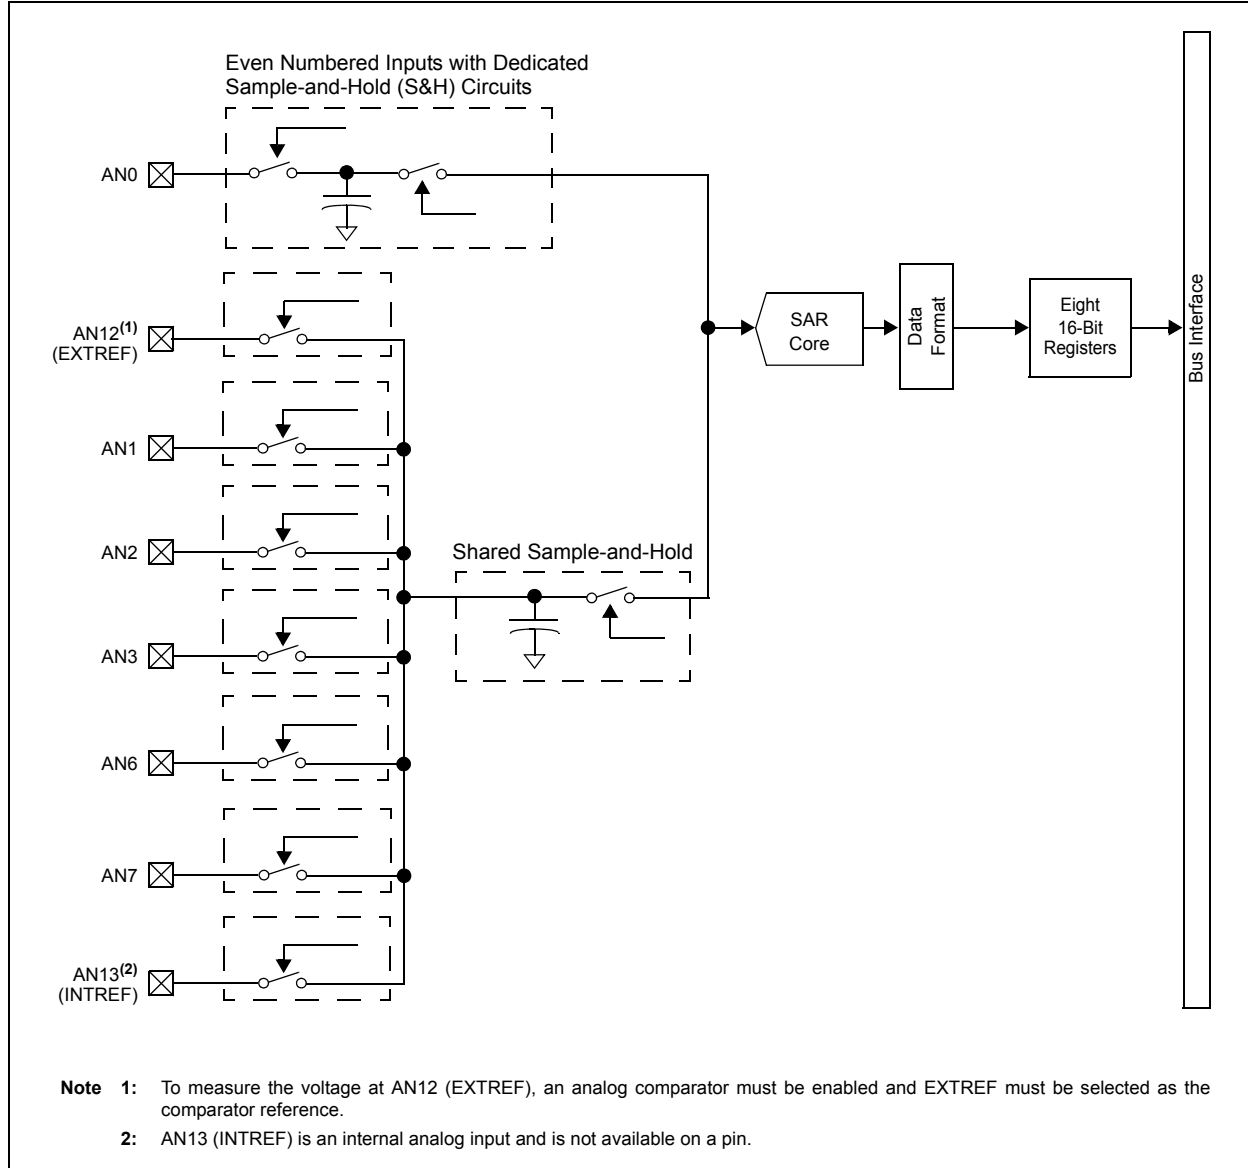 Even Numbered Inputs with Dedicated
Sample-and-Hold (S&H) Circuits
AN0
AN12(1)
(EXTREF)
AN1
AN2
AN3
AN6
AN7
AN13(2)
(INTREF)
Shared Sample-and-Hold
SAR
Core
Data
Format
Eight
16-Bit
Registers
Bus Interface
Note 1: To measure the voltage at AN12 (EXTREF), an analog comparator must be enabled and EXTREF must be selected as the
comparator reference.
2: AN13 (INTREF) is an internal analog input and is not available on a pin.